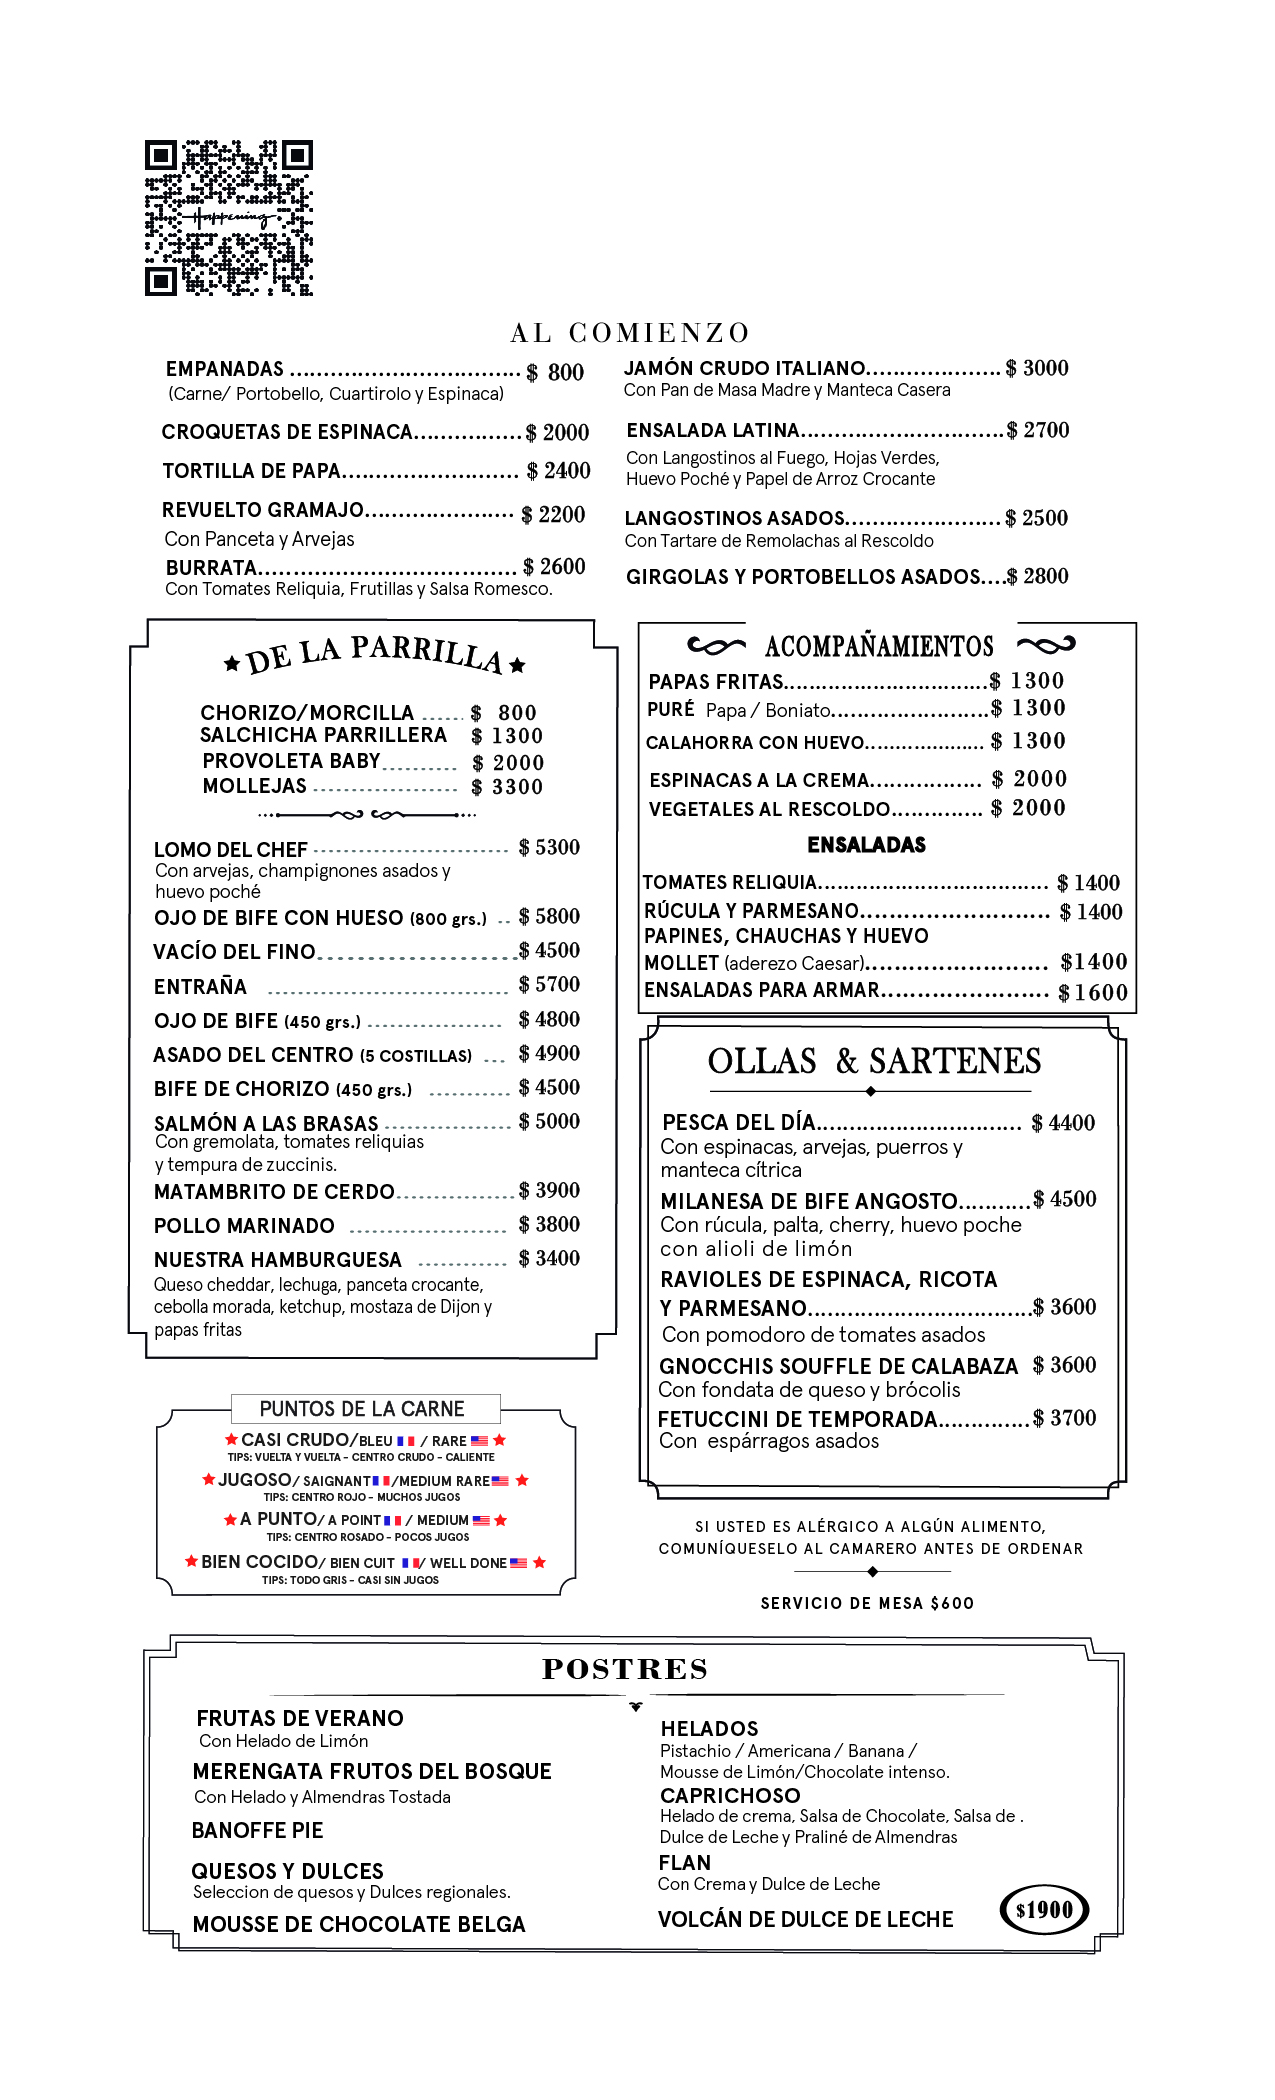 Happening
AL COMIENZO
EMPANADAS .................................. $ 800
(Carne/ Portobello, Cuartirolo y Espinaca)
CROQUETAS DE ESPINACA................ $ 2000
TORTILLA DE PAPA.......................... $ 2400
REVUELTO GRAMAJO...................... $ 2200
Con Panceta y Arvejas
BURRATA...................................... $ 2600
Con Tomates Reliquia, Frutillas y Salsa Romesco.
JAMÓN CRUDO ITALIANO.................... $ 3000
Con Pan de Masa Madre y Manteca Casera
ENSALADA LATINA.............................. $ 2700
Con Langostinos al Fuego, Hojas Verdes,
Huevo Poché y Papel de Arroz Crocante
LANGOSTINOS ASADOS....................... $ 2500
Con Tartare de Remolachas al Rescoldo
GIRGOLAS Y PORTOBELLOS ASADOS....$ 2800
DE LA PARRILLA
CHORIZO/MORCILLA ...... $ 800
SALCHICHA PARRILLERA $ 1300
PROVOLETA BABY........... $ 2000
MOLLEJAS ..................... $ 3300
LOMO DEL CHEF ............................ $ 5300
Con arvejas, champignones asados y
huevo poché
OJO DE BIFE CON HUESO (800 grs.) .. $ 5800
VACÍO DEL FINO.........................$ 4500
ENTRAÑA ................................... $ 5700
OJO DE BIFE (450 grs.) ................... $ 4800
ASADO DEL CENTRO (5 COSTILLAS) ... $ 4900
BIFE DE CHORIZO (450 grs.) ............ $ 4500
SALMÓN A LAS BRASAS .................. $ 5000
Con gremolata, tomates reliquias
y tempura de zuccinis.
MATAMBRITO DE CERDO................. $ 3900
POLLO MARINADO ....................... $ 3800
NUESTRA HAMBURGUESA ............. $ 3400
Queso cheddar, lechuga, panceta crocante,
cebolla morada, ketchup, mostaza de Dijon y
papas fritas
ACOMPAÑAMIENTOS
PAPAS FRITAS................................$ 1300
PURÉ Papa / Boniato........................$ 1300
CALAHORRA CON HUEVO................... $ 1300
ESPINACAS A LA CREMA................. $ 2000
VEGETALES AL RESCOLDO.............. $ 2000
ENSALADAS
TOMATES RELIQUIA.................................... $ 1400
RÚCULA Y PARMESANO............................ $ 1400
PAPINES, CHAUCHAS Y HUEVO
MOLLET (aderezo Caesar)........................... $1400
ENSALADAS PARA ARMAR......................... $1600
OLLAS & SARTENES
PESCA DEL DÍA.............................. $ 4400
Con espinacas, arvejas, puerros y
manteca cítrica
MILANESA DE BIFE ANGOSTO..........$ 4500
Con rúcula, palta, cherry, huevo poche
con alioli de limón
RAVIOLES DE ESPINACA, RICOTA
Y PARMESANO.................................$ 3600
Con pomodoro de tomates asados
GNOCCHIS SOUFFLE DE CALABAZA $ 3600
Con fondata de queso y brócolis
FETUCCINI DE TEMPORADA.............$ 3700
Con espárragos asados
PUNTOS DE LA CARNE
CASI CRUDO/BLEU / RARE
TIPS: VUELTA Y VUELTA - CENTRO CRUDO - CALIENTE
JUGOSO/ SAIGNANT/MEDIUM RARE
TIPS: CENTRO ROJO - MUCHOS JUGOS
A PUNTO/ A POINT / MEDIUM
TIPS: CENTRO ROSADO - POCOS JUGOS
BIEN COCIDO/ BIEN CUIT / WELL DONE
TIPS: TODO GRIS - CASI SIN JUGOS
SI USTED ES ALÉRGICO A ALGÚN ALIMENTO,
COMUNÍQUESELO AL CAMARERO ANTES DE ORDENAR
SERVICIO DE MESA $600
POSTRES
FRUTAS DE VERANO
Con Helado de Limón
MERENGATA FRUTOS DEL BOSQUE
Con Helado y Almendras Tostada
BANOFFE PIE
QUESOS Y DULCES
Seleccion de quesos y Dulces regionales.
MOUSSE DE CHOCOLATE BELGA
HELADOS
Pistachio / Americana / Banana /
Mousse de Limón/Chocolate intenso.
CAPRICHOSO
Helado de crema, Salsa de Chocolate, Salsa de .
Dulce de Leche y Praliné de Almendras
FLAN
Con Crema y Dulce de Leche
VOLCÁN DE DULCE DE LECHE
$1900